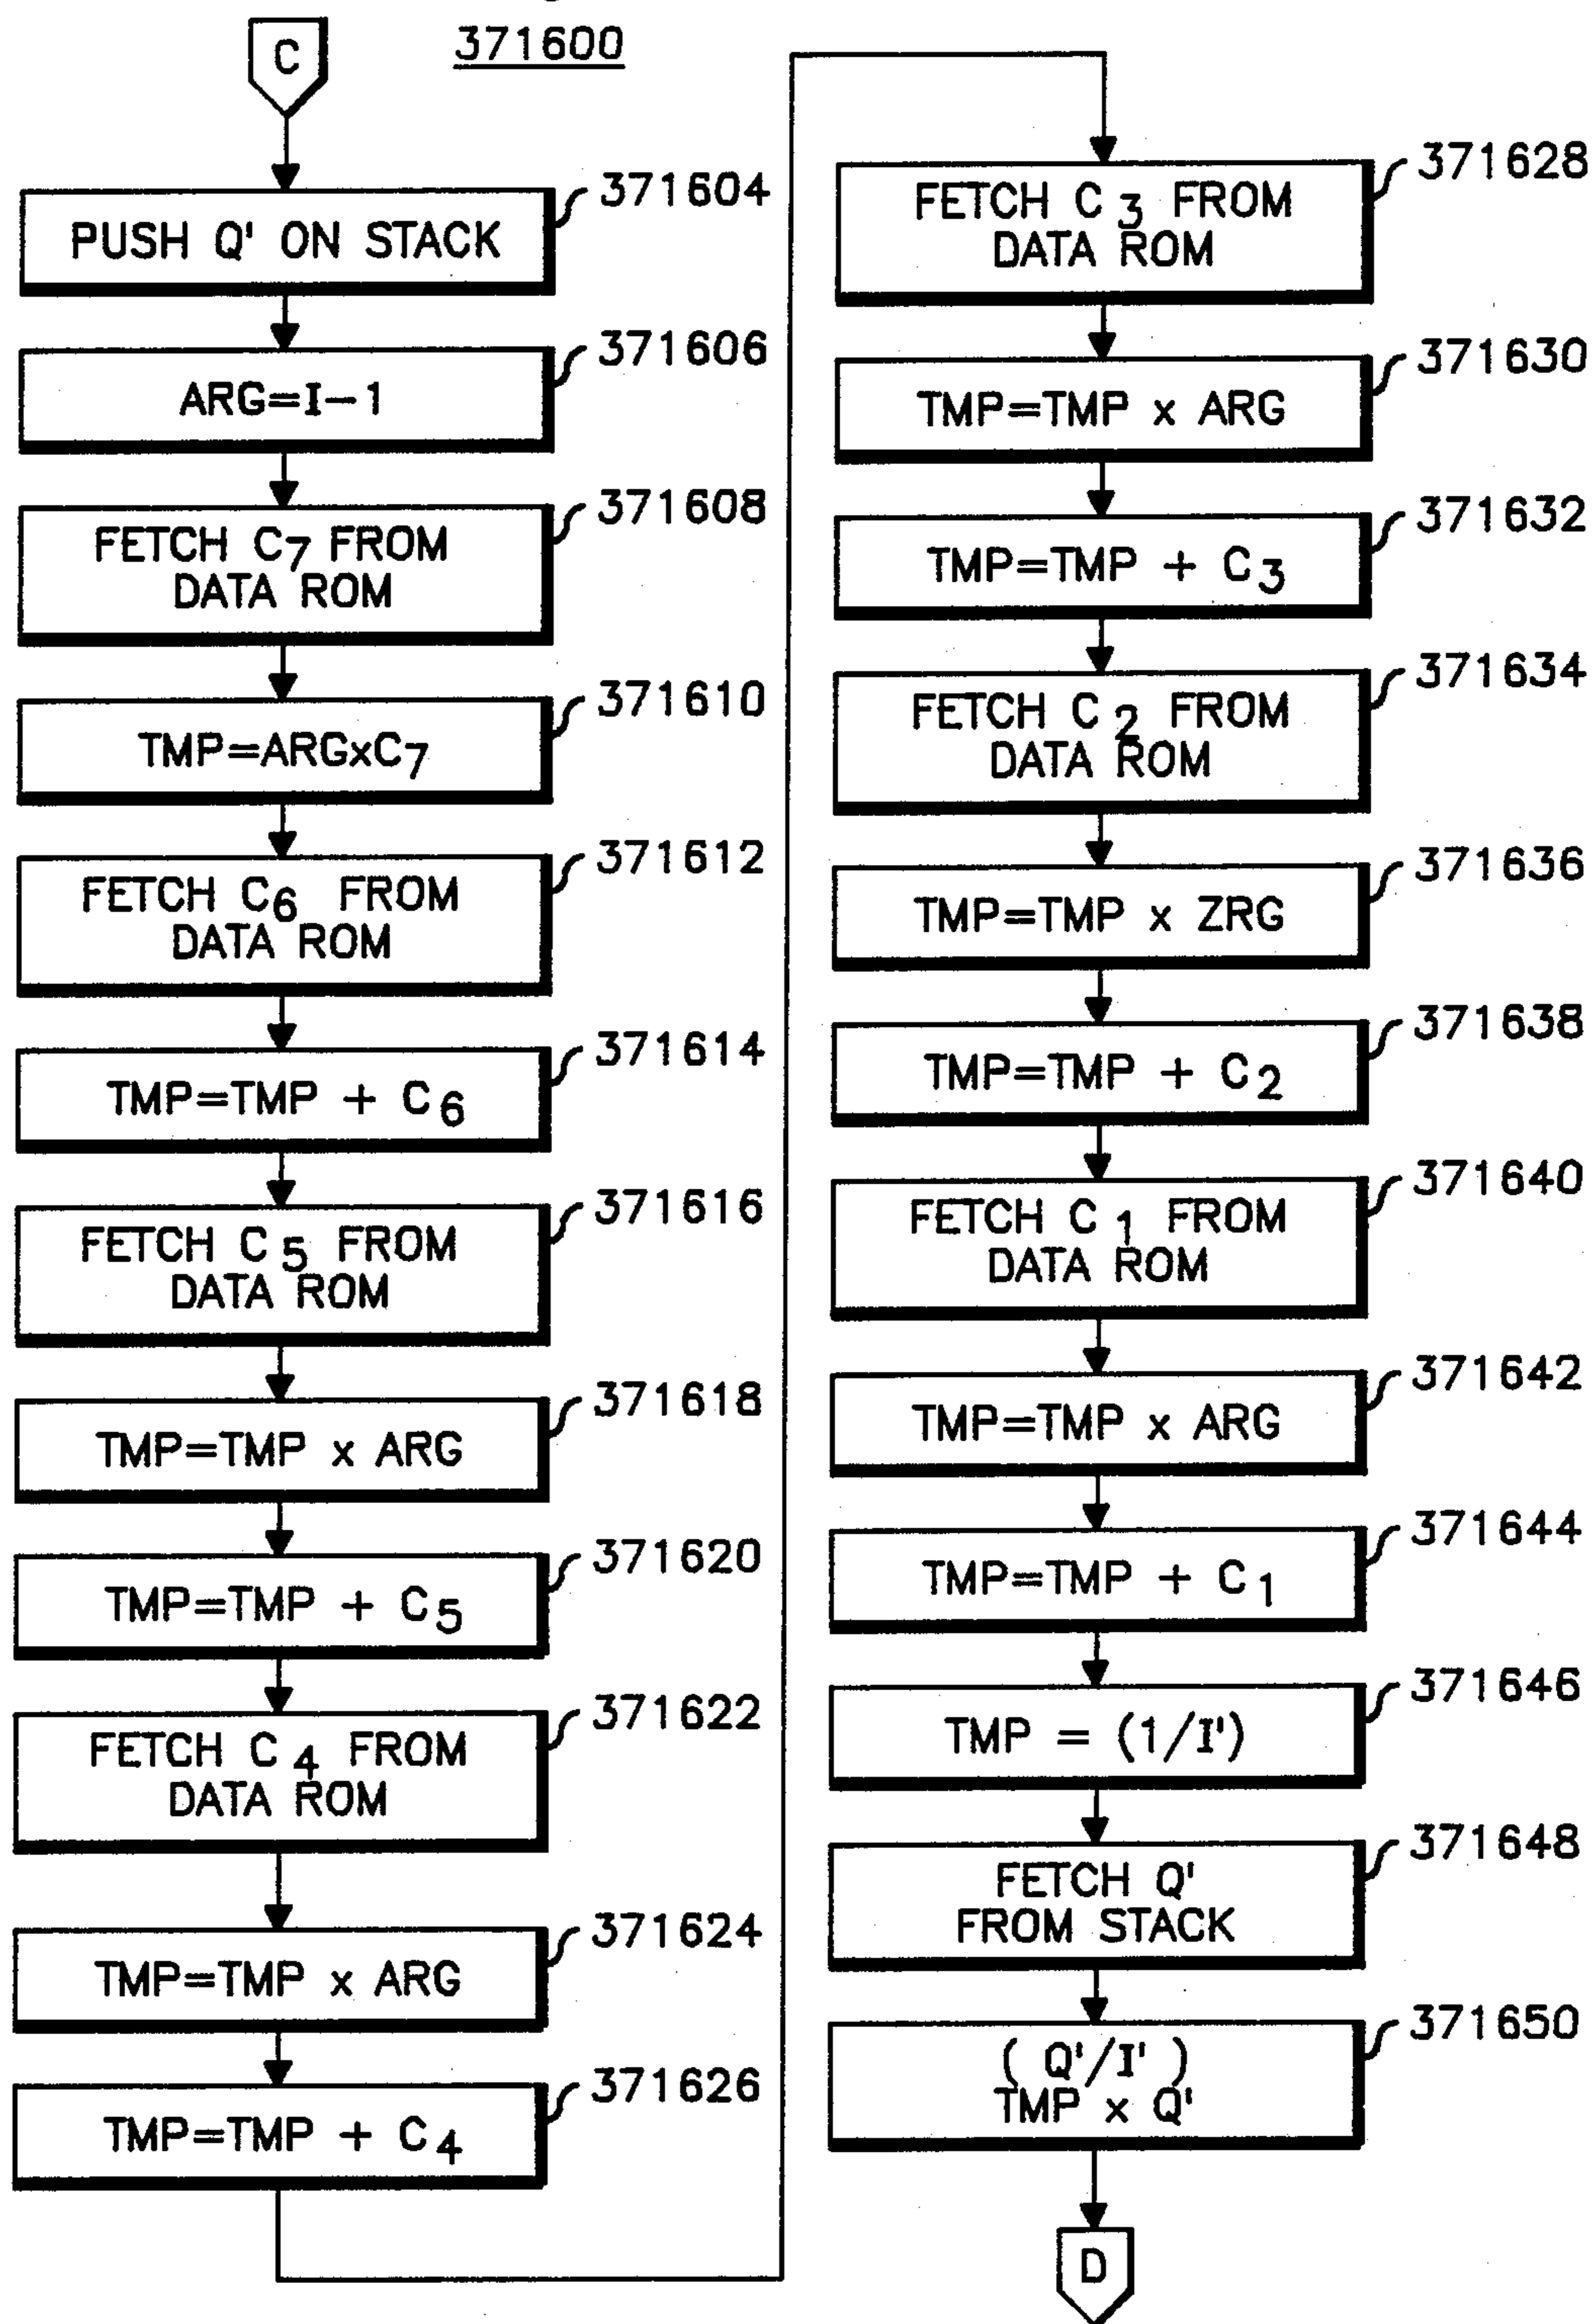 C
371600
371604
PUSH Q' ON STACK
371606
ARG=I-1
371608
FETCH C7 FROM
DATA ROM
371610
TMP=ARGxC7
371612
FETCH C6 FROM
DATA ROM
371614
TMP=TMP + C6
371616
FETCH C5 FROM
DATA ROM
371618
TMP=TMP x ARG
371620
TMP=TMP + C5
371622
FETCH C4 FROM
DATA ROM
371624
TMP=TMP x ARG
371626
TMP=TMP + C4
371628
FETCH C3 FROM
DATA ROM
371630
TMP=TMP x ARG
371632
TMP=TMP + C3
371634
FETCH C2 FROM
DATA ROM
371636
TMP=TMP x ZRG
371638
TMP=TMP + C2
371640
FETCH C1 FROM
DATA ROM
371642
TMP=TMP x ARG
371644
TMP=TMP + C1
371646
TMP = (1/I')
371648
FETCH Q'
FROM STACK
371650
( Q'/I' )
TMP x Q'
D